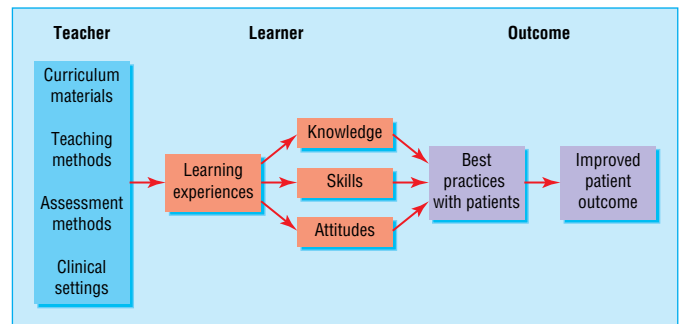 Teacher
Learner
Outcome
Curriculum
materials
Teaching
methods
Assessment
methods
Clinical
settings
Learning
experiences
Knowledge
Skills
Attitudes
Best
practices
with patients
Improved
patient
outcome